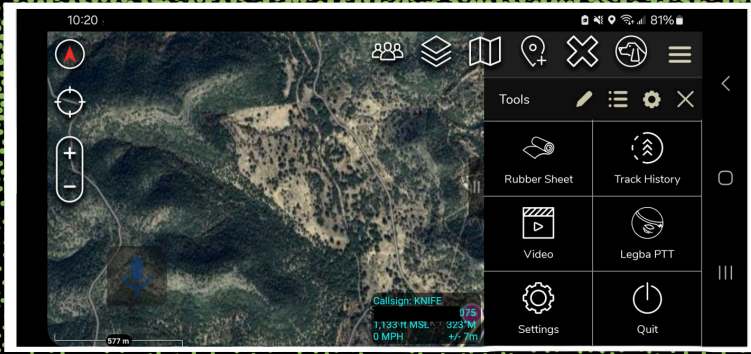 10:20
81%
Tools
Rubber Sheet
Track History
Video
Legba PTT
Settings
Quit
Callsign: KNIFE
075
1,133 ft MSL 323°M
0 MPH +/- 7m
577 m